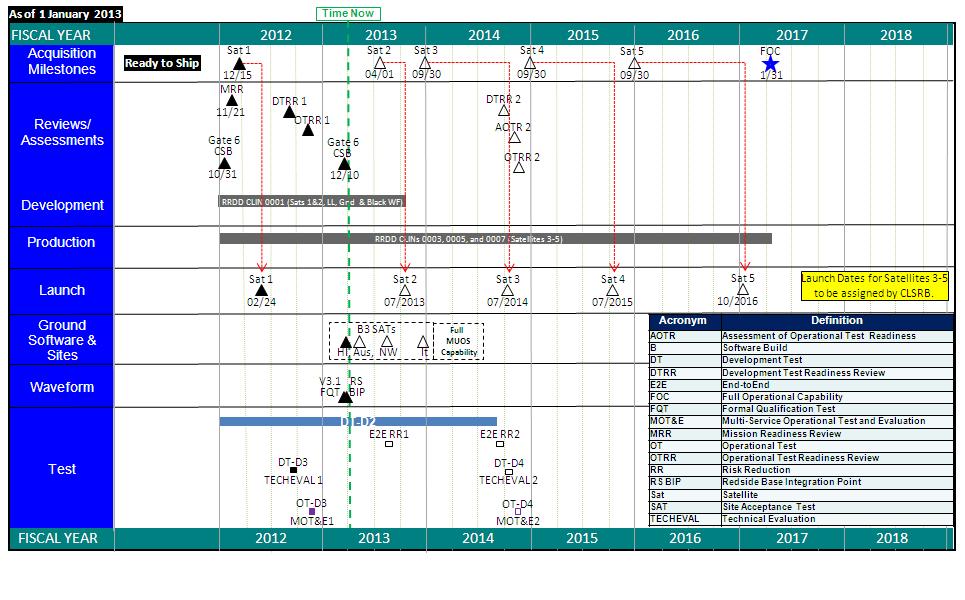 As of 1 January 2013
Time Now
FISCAL YEAR 2012 2013 2014 2015 2016 2017 2018
Acquisition
Milestones
Ready to Ship
Sat 1 Sat 2 Sat 3 Sat 4 Sat 5 FOC
12/15 04/01 09/30 09/30 09/30 1/31
Reviews/
Assessments
MRR
11/21
DTRR 1
OTRR 1
Gate 6
CSB
10/31
Gate 6
CSB
12/10
DTRR 2
AOTR 2
OTRR 2
Development
RRDD CLIN 0001 (Sats 1&2, LL, Gnd & Black WF)
Production
RRDD CLINs 0003, 0005, and 0007 (Satellites 3-5)
Launch
Sat 1 Sat 2 Sat 3 Sat 4 Sat 5
02/24 07/2013 07/2014 07/2015 10/2016
Launch Dates for Satellites 3-5
to be assigned by CLSRB.
Ground
Software &
Sites
B3 SATs
HI, Aus, NW It
Full
MUOS
Capability
Waveform
V3.1 RS
FQT BIP
Test
DT-D2
E2E RR1 E2E RR2
DT-D3
TECHEVAL 1
DT-D4
TECHEVAL 2
OT-D3
MOT&E1
OT-D4
MOT&E2
Acronym Definition
AOTR Assessment of Operational Test Readiness
B Software Build
DT Development Test
DTRR Development Test Readiness Review
E2E End-to-End
FOC Full Operational Capability
FQT Formal Qualification Test
MOT&E Multi-Service Operational Test and Evaluation
MRR Mission Readiness Review
OT Operational Test
OTRR Operational Test Readiness Review
RR Risk Reduction
RS BIP Redside Base Integration Point
Sat Satellite
SAT Site Acceptance Test
TECHEVAL Technical Evaluation
FISCAL YEAR 2012 2013 2014 2015 2016 2017 2018